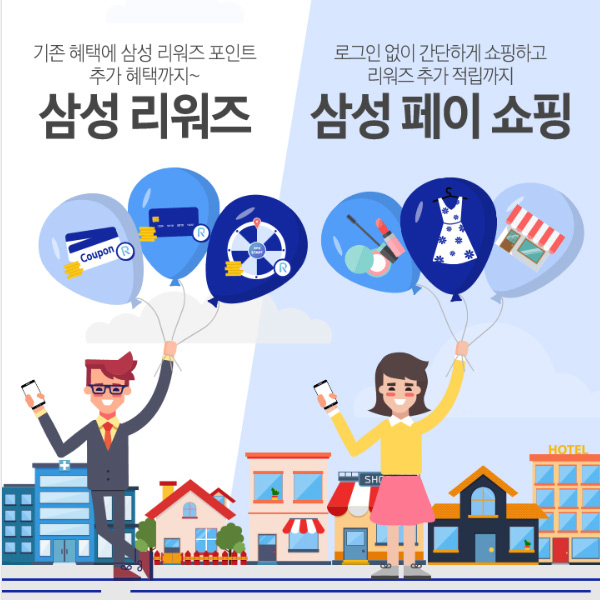 기존 혜택에 삼성 리워즈 포인트
추가 혜택까지~
삼성 리워즈
로그인 없이 간단하게 쇼핑하고
리워즈 추가 적립까지
삼성 페이 쇼핑
Coupon
R
R
R
HOTEL